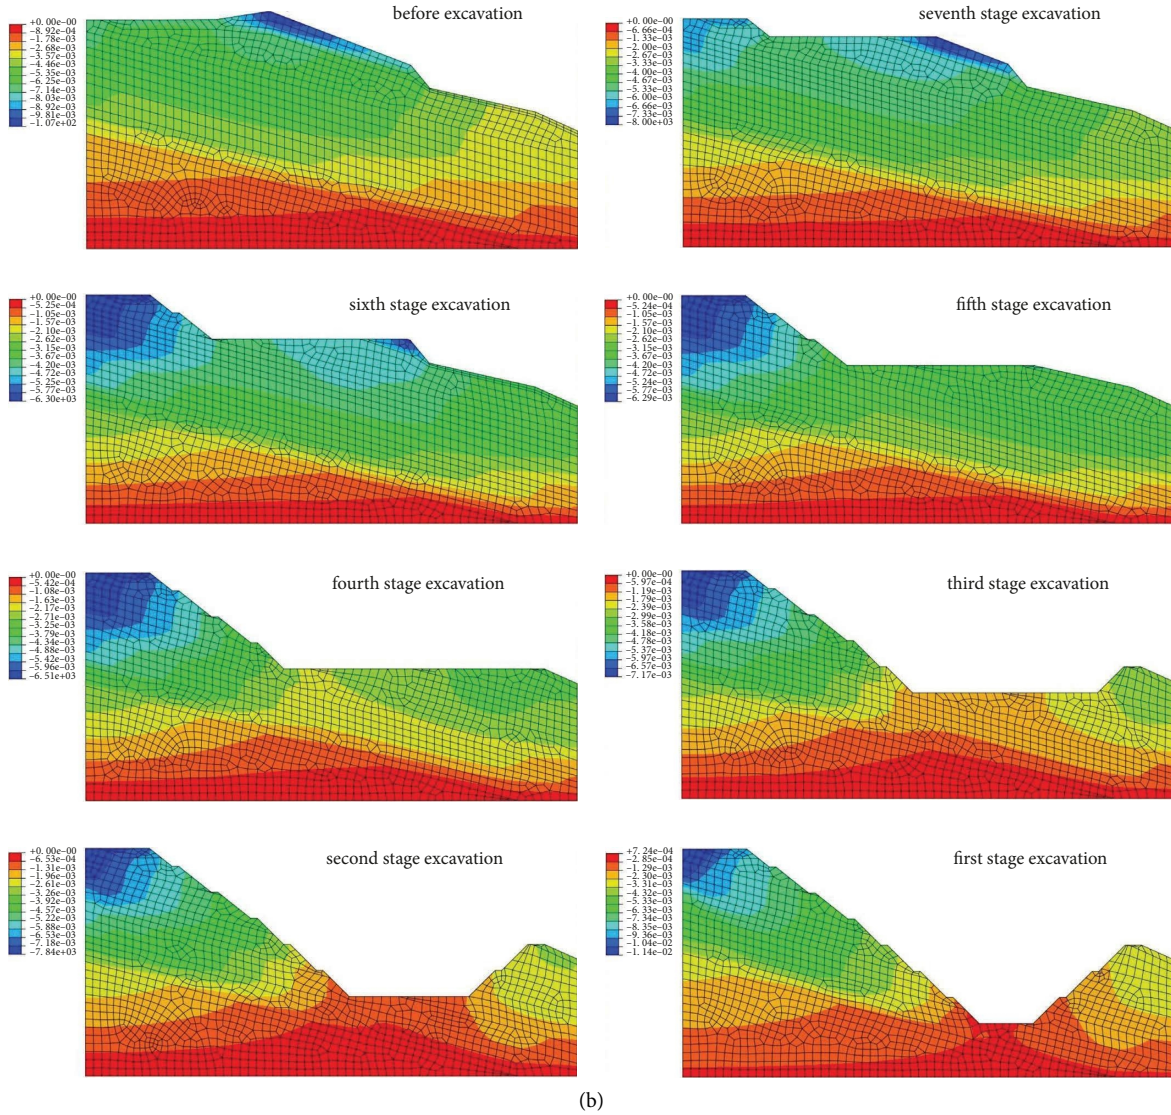 before excavation
+0.00e-00
-8.92e-04
-1.78e-03
-2.68e-03
-3.57e-03
-4.46e-03
-5.35e-03
-6.25e-03
-7.14e-03
-8.03e-03
-8.92e-03
-9.81e-03
-1.07e+02
seventh stage excavation
+0.00e-00
-6.66e-04
-1.33e-03
-2.00e-03
-2.67e-03
-3.33e-03
-4.00e-03
-4.67e-03
-5.33e-03
-6.00e-03
-6.66e-03
-7.33e-03
-8.00e+03
sixth stage excavation
+0.00e-00
-5.25e-04
-1.05e-03
-1.57e-03
-2.10e-03
-2.62e-03
-3.15e-03
-3.67e-03
-4.20e-03
-4.72e-03
-5.25e-03
-5.77e-03
-6.30e+03
fifth stage excavation
+0.00e-00
-5.24e-04
-1.05e-03
-1.57e-03
-2.10e-03
-2.62e-03
-3.15e-03
-3.67e-03
-4.20e-03
-4.72e-03
-5.24e-03
-5.77e-03
-6.29e+03
fourth stage excavation
+0.00e-00
-5.42e-04
-1.08e-03
-1.63e-03
-2.17e-03
-2.71e-03
-3.25e-03
-3.79e-03
-4.34e-03
-4.88e-03
-5.42e-03
-5.96e-03
-6.51e+03
third stage excavation
+0.00e-00
-5.97e-04
-1.19e-03
-1.79e-03
-2.39e-03
-2.99e-03
-3.58e-03
-4.18e-03
-4.78e-03
-5.37e-03
-5.97e-03
-6.57e-03
-7.17e-03
second stage excavation
+0.00e-00
-6.53e-04
-1.31e-03
-1.96e-03
-2.61e-03
-3.26e-03
-3.92e-03
-4.57e-03
-5.22e-03
-5.88e-03
-6.53e-03
-7.18e-03
-7.84e+03
first stage excavation
+7.24e-04
-2.85e-04
-1.29e-03
-2.30e-03
-3.31e-03
-4.32e-03
-5.33e-03
-6.33e-03
-7.34e-03
-8.35e-03
-9.36e-03
-1.04e-02
-1.14e-02
(b)